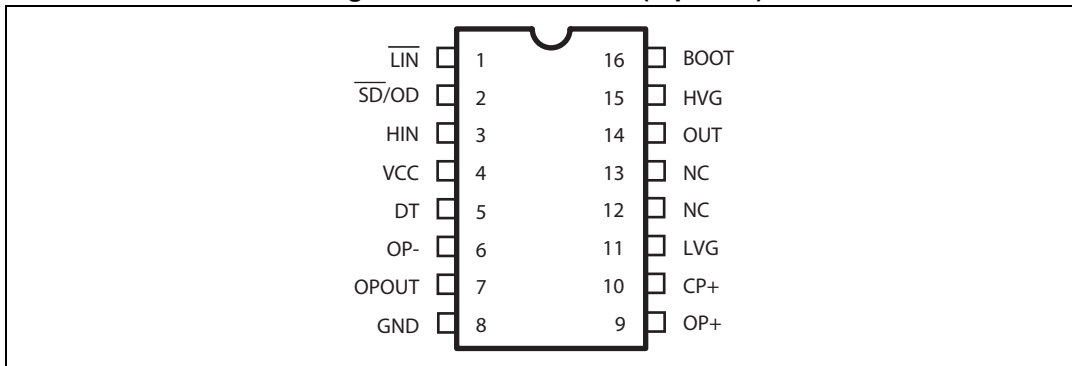 LIN 1 16 BOOT
SD/OD 2 15 HVG
HIN 3 14 OUT
VCC 4 13 NC
DT 5 12 NC
OP- 6 11 LVG
OPOUT 7 10 CP+
GND 8 9 OP+